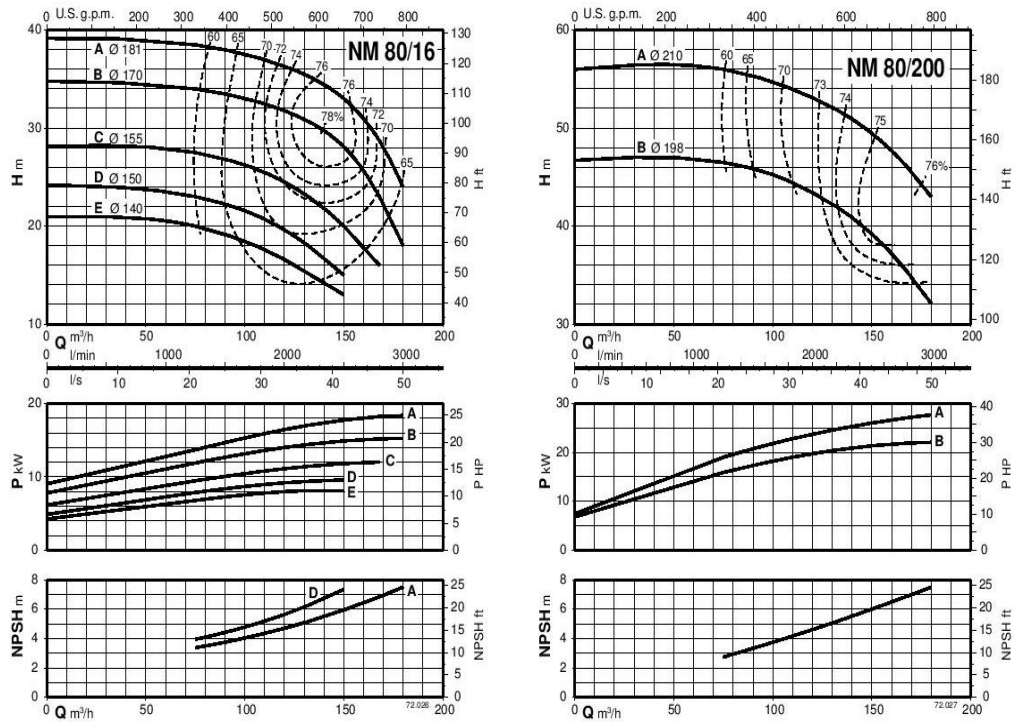 0 U.S. g.p.m. 200 300 400 500 600 700 800
NM 80/16
40
30
20
10
H m
130
120
110
100
90
80
70
60
50
40
H ft
A Ø 181
B Ø 170
C Ø 155
D Ø 150
E Ø 140
60 65 70 72 74 76 78% 76 74 72 70 65
0 50 100 150 200
Q m³/h
0 l/min 1000 2000 3000
0 l/s 10 20 30 40 50
20
10
0
P kW
25
20
15
10
5
0
P HP
A
B
C
D
E
8
6
4
2
0
NPSH m
25
20
15
10
5
0
NPSH ft
D A
0 50 100 150 200
Q m³/h
72.026
0 U.S. g.p.m. 200 300 400 500 600 700 800
NM 80/200
60
50
40
30
H m
180
160
140
120
100
H ft
A Ø 210
B Ø 198
60 65 70 73 74 75 76%
0 50 100 150 200
Q m³/h
0 l/min 1000 2000 3000
0 l/s 10 20 30 40 50
30
20
10
0
P kW
40
30
20
10
0
P HP
A
B
8
6
4
2
0
NPSH m
25
20
15
10
5
0
NPSH ft
0 50 100 150 200
Q m³/h
72.027